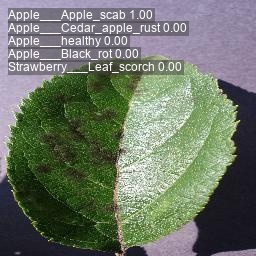 Apple___Apple_scab 1.00
Apple___Cedar_apple_rust 0.00
Apple___healthy 0.00
Apple___Black_rot 0.00
Strawberry___Leaf_scorch 0.00